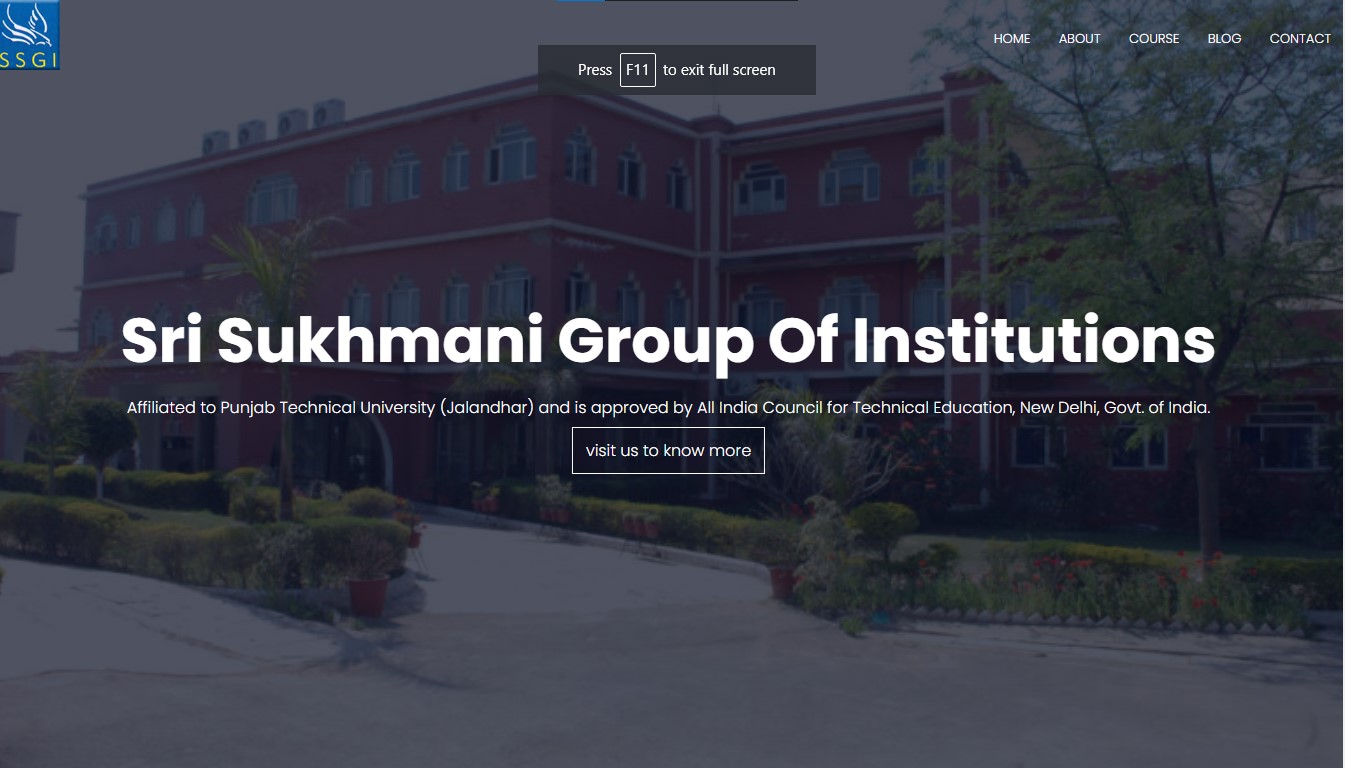 SSGI
HOME ABOUT COURSE BLOG CONTACT
Press F11 to exit full screen
Sri Sukhmani Group Of Institutions
Affiliated to Punjab Technical University (Jalandhar) and is approved by All India Council for Technical Education, New Delhi, Govt. of India.
visit us to know more